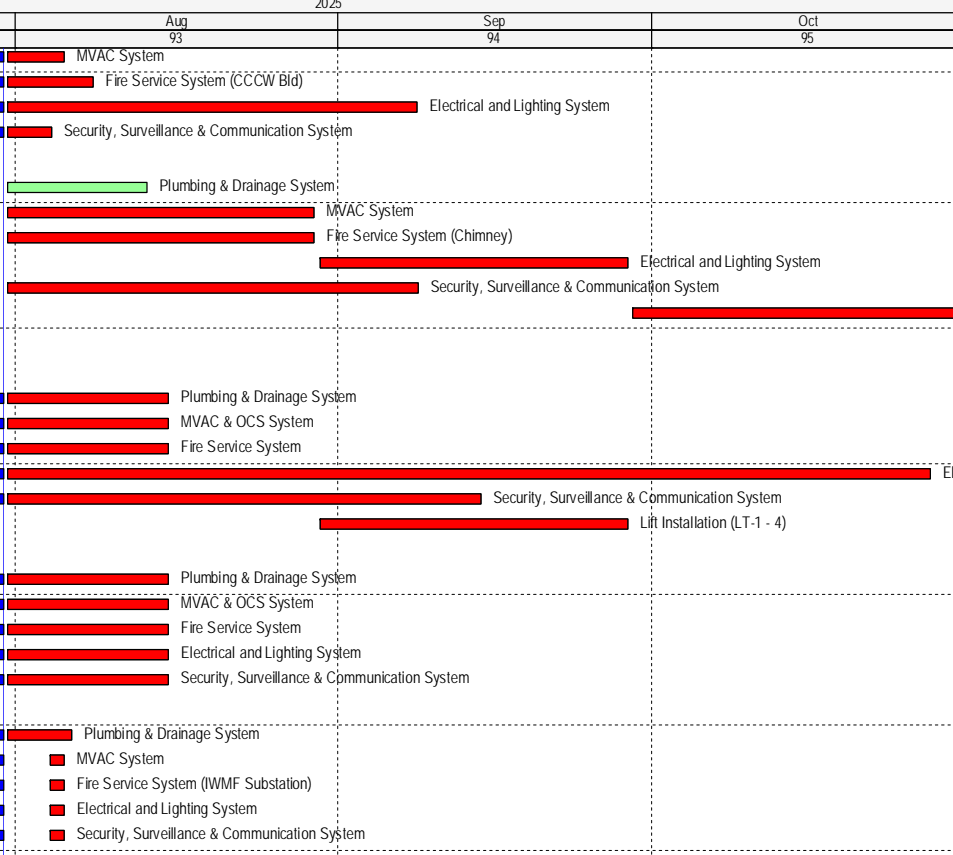 2025
Aug Sep Oct
93 94 95
MVAC System
Fire Service System (CCCW Bld)
Electrical and Lighting System
Security, Surveillance & Communication System
Plumbing & Drainage System
MVAC System
Fire Service System (Chimney)
Electrical and Lighting System
Security, Surveillance & Communication System
Plumbing & Drainage System
MVAC & OCS System
Fire Service System
Security, Surveillance & Communication System
Lift Installation (LT-1 - 4)
Plumbing & Drainage System
MVAC & OCS System
Fire Service System
Electrical and Lighting System
Security, Surveillance & Communication System
Plumbing & Drainage System
MVAC System
Fire Service System (IWMF Substation)
Electrical and Lighting System
Security, Surveillance & Communication System